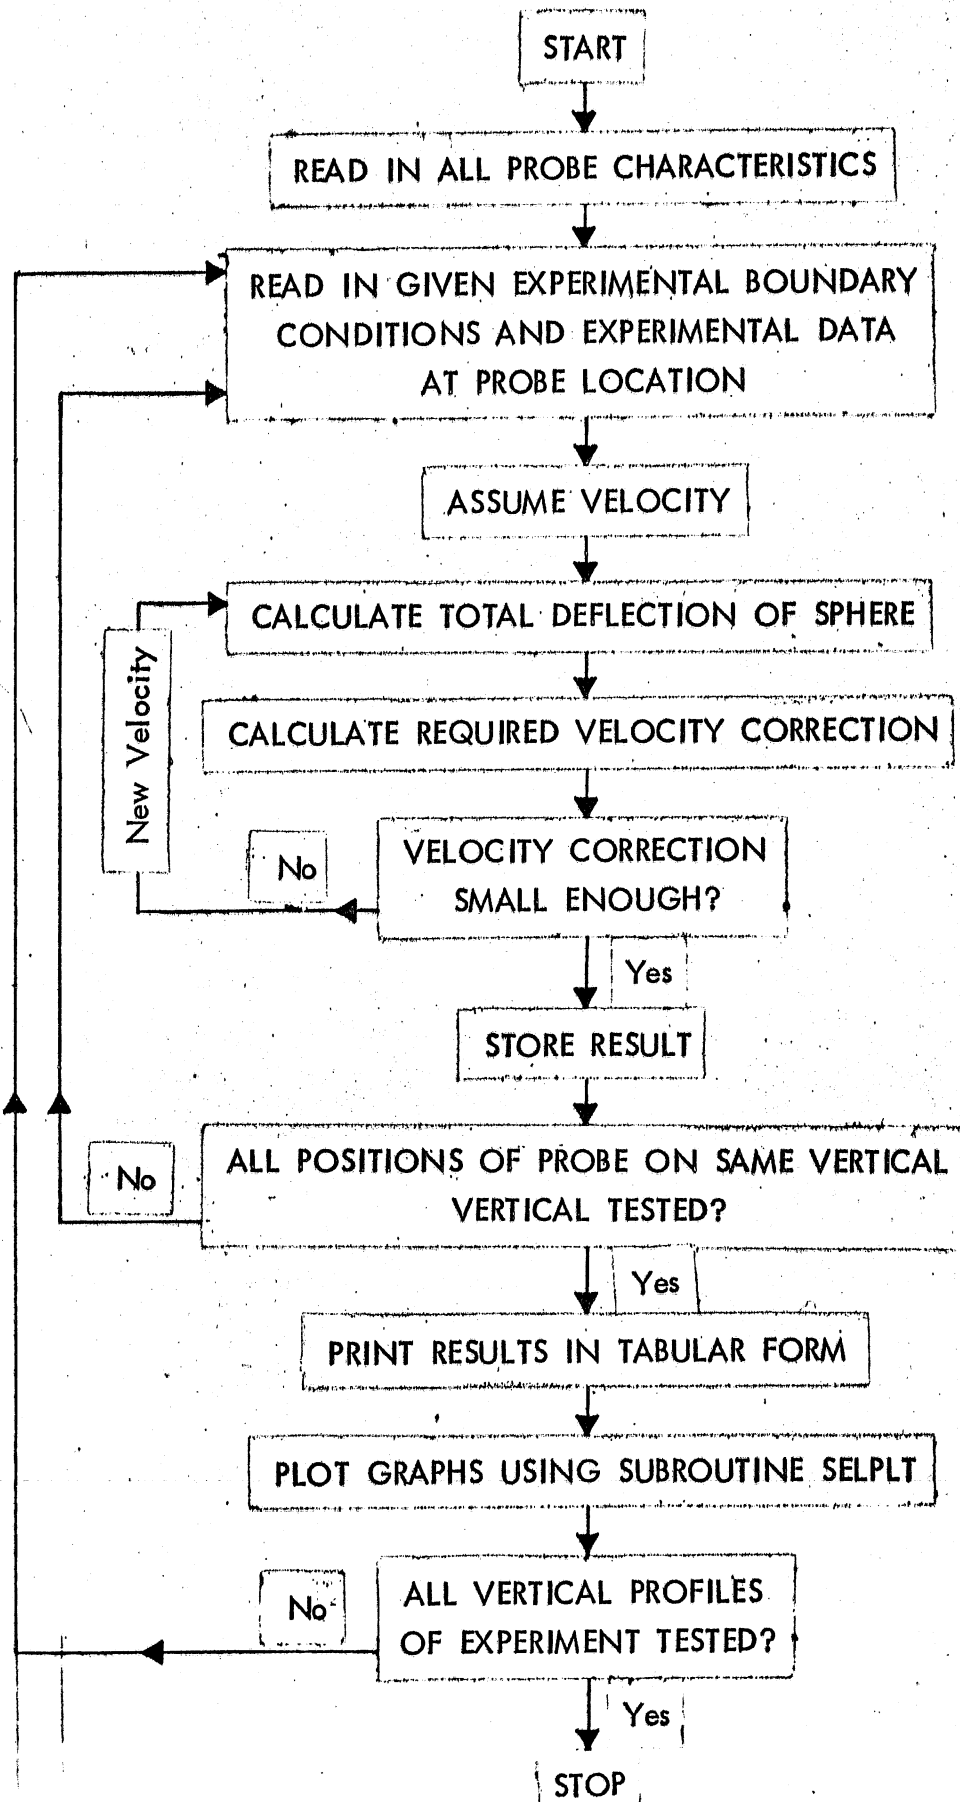 START
READ IN ALL PROBE CHARACTERISTICS
READ IN GIVEN EXPERIMENTAL BOUNDARY
CONDITIONS AND EXPERIMENTAL DATA
AT PROBE LOCATION
ASSUME VELOCITY
CALCULATE TOTAL DEFLECTION OF SPHERE
New Velocity
CALCULATE REQUIRED VELOCITY CORRECTION
VELOCITY CORRECTION
SMALL ENOUGH?
No
Yes
STORE RESULT
ALL POSITIONS OF PROBE ON SAME VERTICAL
VERTICAL TESTED?
No
Yes
PRINT RESULTS IN TABULAR FORM
PLOT GRAPHS USING SUBROUTINE SELPLT
ALL VERTICAL PROFILES
OF EXPERIMENT TESTED?
No
Yes
STOP